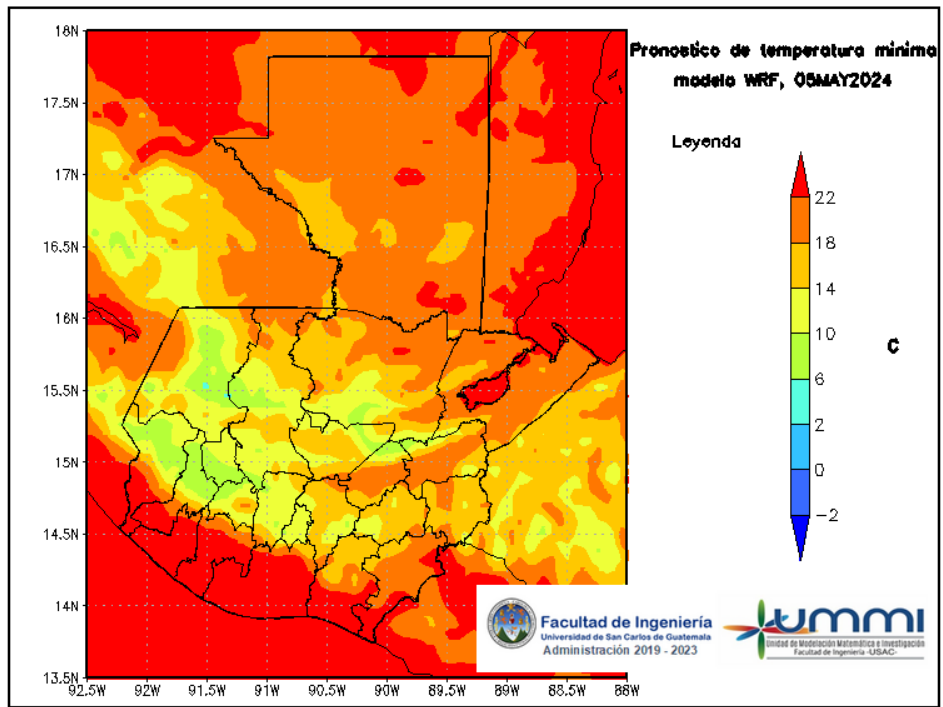 Pronostico de temperatura minima
modelo WRF, 05MAY2024
Leyenda
22
18
14
10
6
2
0
-2
C
18N
17.5N
17N
16.5N
16N
15.5N
15N
14.5N
14N
13.5N
92.5W 92W 91.5W 91W 90.5W 90W 89.5W 89W 88.5W 88W
Facultad de Ingeniería
Universidad de San Carlos de Guatemala
Administración 2019 - 2023
UMMI
Unidad de Modelación Matemática e Investigación
Facultad de Ingeniería -USAC-